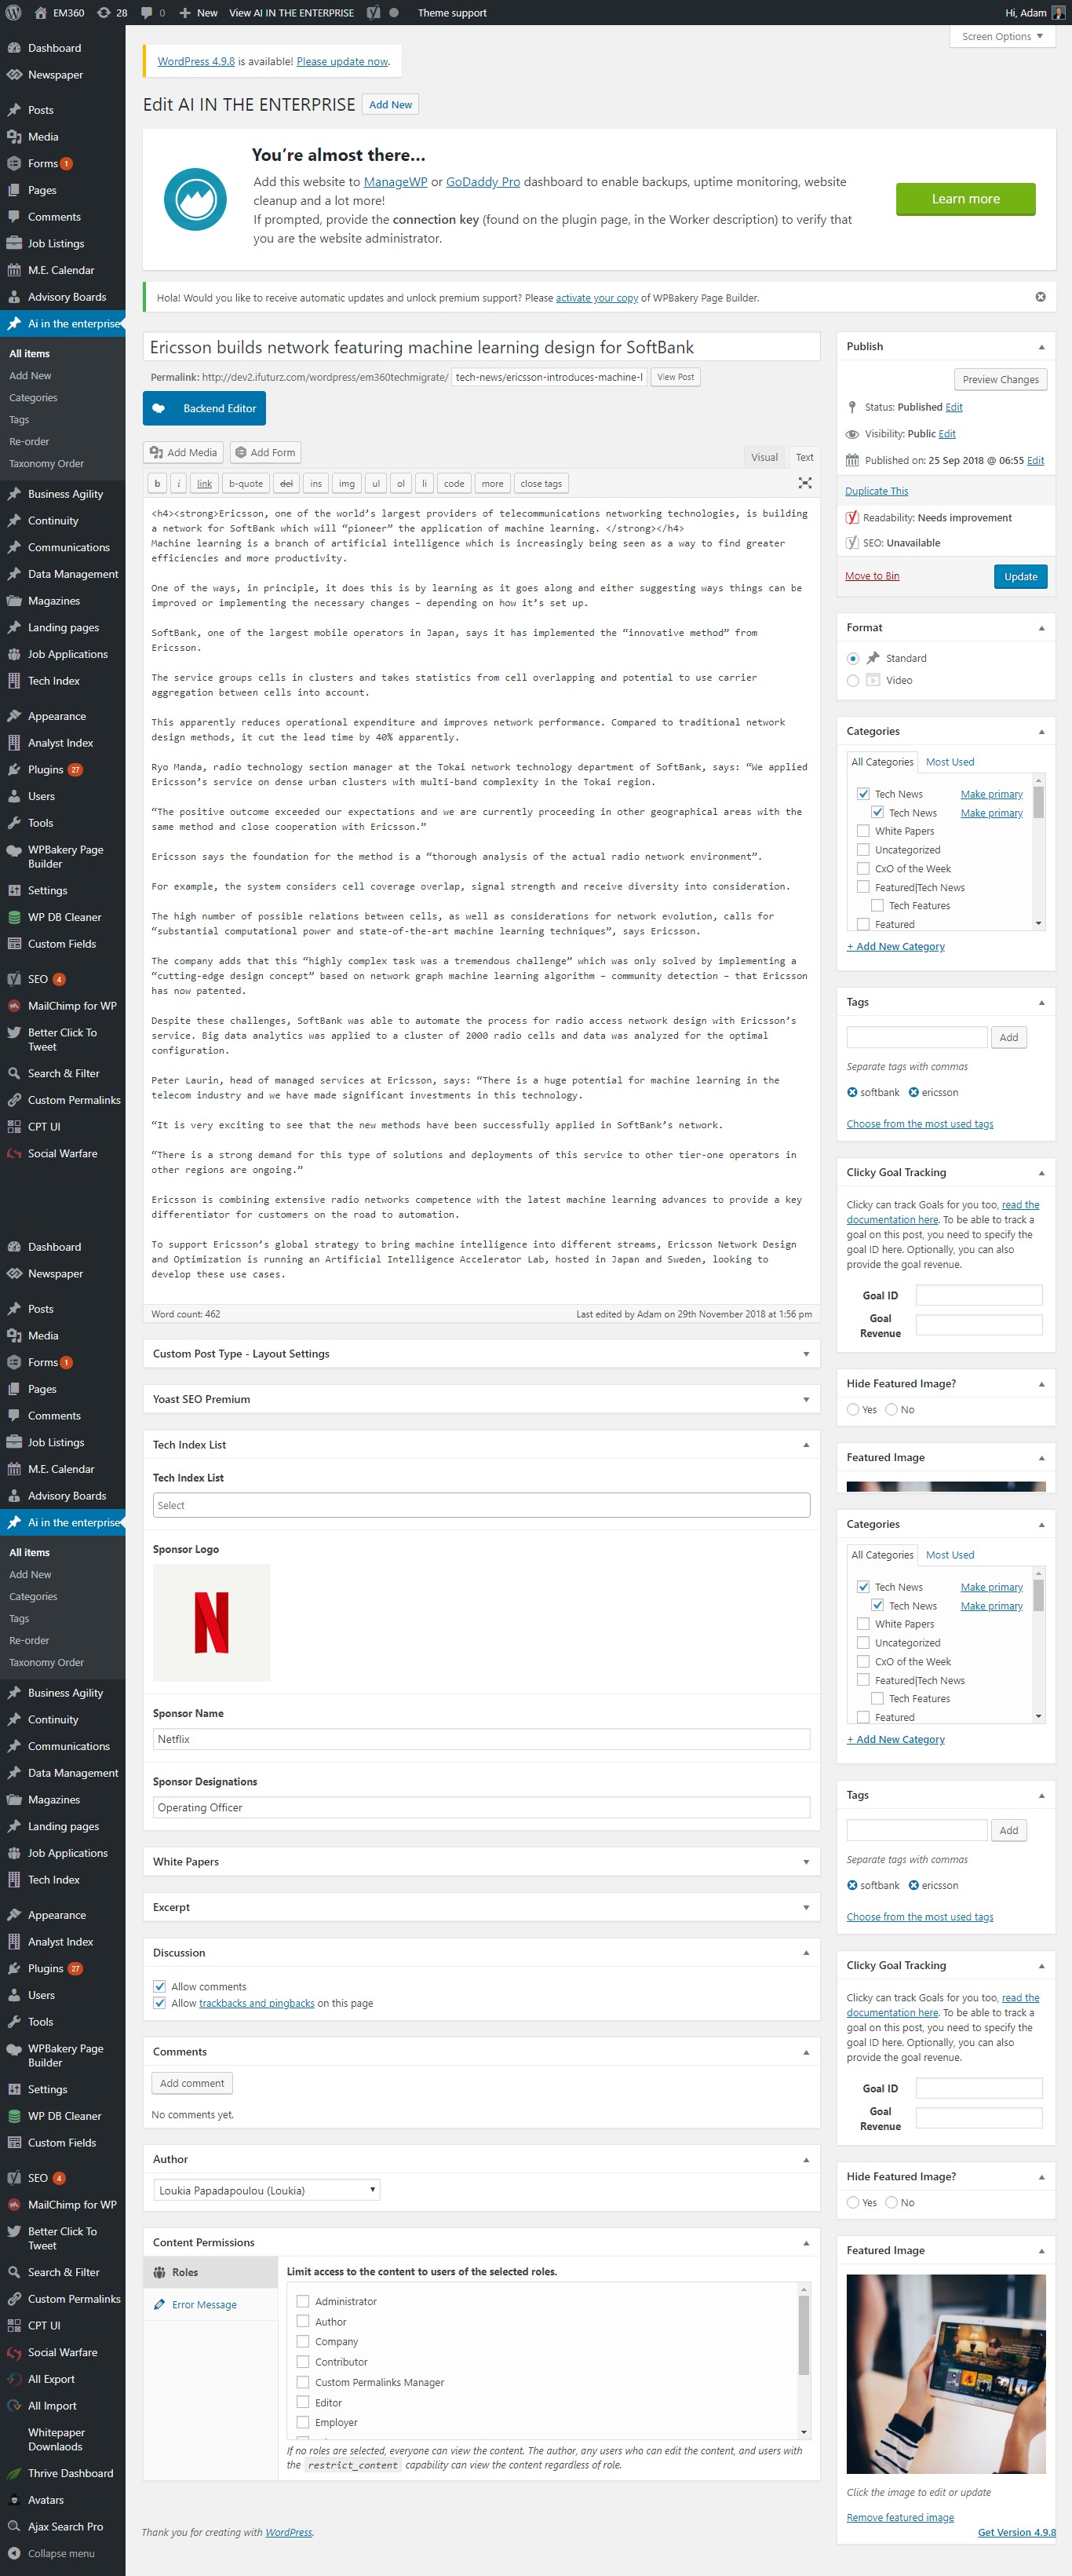 EM360 28 0 New View AI IN THE ENTERPRISE Theme support Hi, Adam
Screen Options
Dashboard
Newspaper
Posts
Media
Forms 1
Pages
Comments
Job Listings
M.E. Calendar
Advisory Boards
Ai in the enterprise
All items
Add New
Categories
Tags
Re-order
Taxonomy Order
Business Agility
Continuity
Communications
Data Management
Magazines
Landing pages
Job Applications
Tech Index
Appearance
Analyst Index
Plugins 27
Users
Tools
WPBakery Page
Builder
Settings
WP DB Cleaner
Custom Fields
SEO 4
MailChimp for WP
Better Click To
Tweet
Search & Filter
Custom Permalinks
CPT UI
Social Warfare
Dashboard
Newspaper
Posts
Media
Forms 1
Pages
Comments
Job Listings
M.E. Calendar
Advisory Boards
Ai in the enterprise
All items
Add New
Categories
Tags
Re-order
Taxonomy Order
Business Agility
Continuity
Communications
Data Management
Magazines
Landing pages
Job Applications
Tech Index
Appearance
Analyst Index
Plugins 27
Users
Tools
WPBakery Page
Builder
Settings
WP DB Cleaner
Custom Fields
SEO 4
MailChimp for WP
Better Click To
Tweet
Search & Filter
Custom Permalinks
CPT UI
Social Warfare
All Export
All Import
Whitepaper
Downlaods
Thrive Dashboard
Avatars
Ajax Search Pro
Collapse menu
WordPress 4.9.8 is available! Please update now.
Edit AI IN THE ENTERPRISE Add New
You’re almost there…
Add this website to ManageWP or GoDaddy Pro dashboard to enable backups, uptime monitoring, website
cleanup and a lot more!
If prompted, provide the connection key (found on the plugin page, in the Worker description) to verify that
you are the website administrator.
Learn more
Hola! Would you like to receive automatic updates and unlock premium support? Please activate your copy of WPBakery Page Builder.
Ericsson builds network featuring machine learning design for SoftBank
Permalink: http://dev2.ifuturz.com/wordpress/em360techmigrate/ tech-news/ericsson-introduces-machine-l View Post
Backend Editor
Add Media Add Form Visual Text
b i link b-quote del ins img ul ol li code more close tags
<h4><strong>Ericsson, one of the world’s largest providers of telecommunications networking technologies, is building
a network for SoftBank which will “pioneer” the application of machine learning. </strong></h4>
Machine learning is a branch of artificial intelligence which is increasingly being seen as a way to find greater
efficiencies and more productivity.
One of the ways, in principle, it does this is by learning as it goes along and either suggesting ways things can be
improved or implementing the necessary changes – depending on how it’s set up.
SoftBank, one of the largest mobile operators in Japan, says it has implemented the “innovative method” from
Ericsson.
The service groups cells in clusters and takes statistics from cell overlapping and potential to use carrier
aggregation between cells into account.
This apparently reduces operational expenditure and improves network performance. Compared to traditional network
design methods, it cut the lead time by 40% apparently.
Ryo Manda, radio technology section manager at the Tokai network technology department of SoftBank, says: “We applied
Ericsson’s service on dense urban clusters with multi-band complexity in the Tokai region.
“The positive outcome exceeded our expectations and we are currently proceeding in other geographical areas with the
same method and close cooperation with Ericsson.”
Ericsson says the foundation for the method is a “thorough analysis of the actual radio network environment”.
For example, the system considers cell coverage overlap, signal strength and receive diversity into consideration.
The high number of possible relations between cells, as well as considerations for network evolution, calls for
“substantial computational power and state-of-the-art machine learning techniques”, says Ericsson.
The company adds that this “highly complex task was a tremendous challenge” which was only solved by implementing a
“cutting-edge design concept” based on network graph machine learning algorithm – community detection – that Ericsson
has now patented.
Despite these challenges, SoftBank was able to automate the process for radio access network design with Ericsson’s
service. Big data analytics was applied to a cluster of 2000 radio cells and data was analyzed for the optimal
configuration.
Peter Laurin, head of managed services at Ericsson, says: “There is a huge potential for machine learning in the
telecom industry and we have made significant investments in this technology.
“It is very exciting to see that the new methods have been successfully applied in SoftBank’s network.
“There is a strong demand for this type of solutions and deployments of this service to other tier-one operators in
other regions are ongoing.”
Ericsson is combining extensive radio networks competence with the latest machine learning advances to provide a key
differentiator for customers on the road to automation.
To support Ericsson’s global strategy to bring machine intelligence into different streams, Ericsson Network Design
and Optimization is running an Artificial Intelligence Accelerator Lab, hosted in Japan and Sweden, looking to
develop these use cases.
Word count: 462 Last edited by Adam on 29th November 2018 at 1:56 pm
Custom Post Type - Layout Settings
Yoast SEO Premium
Tech Index List
Tech Index List
Select
Sponsor Logo
N
Sponsor Name
Netflix
Sponsor Designations
Operating Officer
White Papers
Excerpt
Discussion
Allow comments
Allow trackbacks and pingbacks on this page
Comments
Add comment
No comments yet.
Author
Loukia Papadapoulou (Loukia)
Content Permissions
Roles
Error Message
Limit access to the content to users of the selected roles.
Administrator
Author
Company
Contributor
Custom Permalinks Manager
Editor
Employer
If no roles are selected, everyone can view the content. The author, any users who can edit the content, and users with
the restrict_content capability can view the content regardless of role.
Thank you for creating with WordPress.
Publish
Preview Changes
Status: Published Edit
Visibility: Public Edit
Published on: 25 Sep 2018 @ 06:55 Edit
Duplicate This
Readability: Needs improvement
SEO: Unavailable
Move to Bin Update
Format
Standard
Video
Categories
All Categories Most Used
Tech News Make primary
Tech News Make primary
White Papers
Uncategorized
CxO of the Week
Featured|Tech News
Tech Features
Featured
+ Add New Category
Tags
Add
Separate tags with commas
softbank ericsson
Choose from the most used tags
Clicky Goal Tracking
Clicky can track Goals for you too, read the
documentation here. To be able to track a
goal on this post, you need to specify the
goal ID here. Optionally, you can also
provide the goal revenue.
Goal ID
Goal
Revenue
Hide Featured Image?
Yes No
Featured Image
Categories
All Categories Most Used
Tech News Make primary
Tech News Make primary
White Papers
Uncategorized
CxO of the Week
Featured|Tech News
Tech Features
Featured
+ Add New Category
Tags
Add
Separate tags with commas
softbank ericsson
Choose from the most used tags
Clicky Goal Tracking
Clicky can track Goals for you too, read the
documentation here. To be able to track a
goal on this post, you need to specify the
goal ID here. Optionally, you can also
provide the goal revenue.
Goal ID
Goal
Revenue
Hide Featured Image?
Yes No
Featured Image
Click the image to edit or update
Remove featured image
Get Version 4.9.8